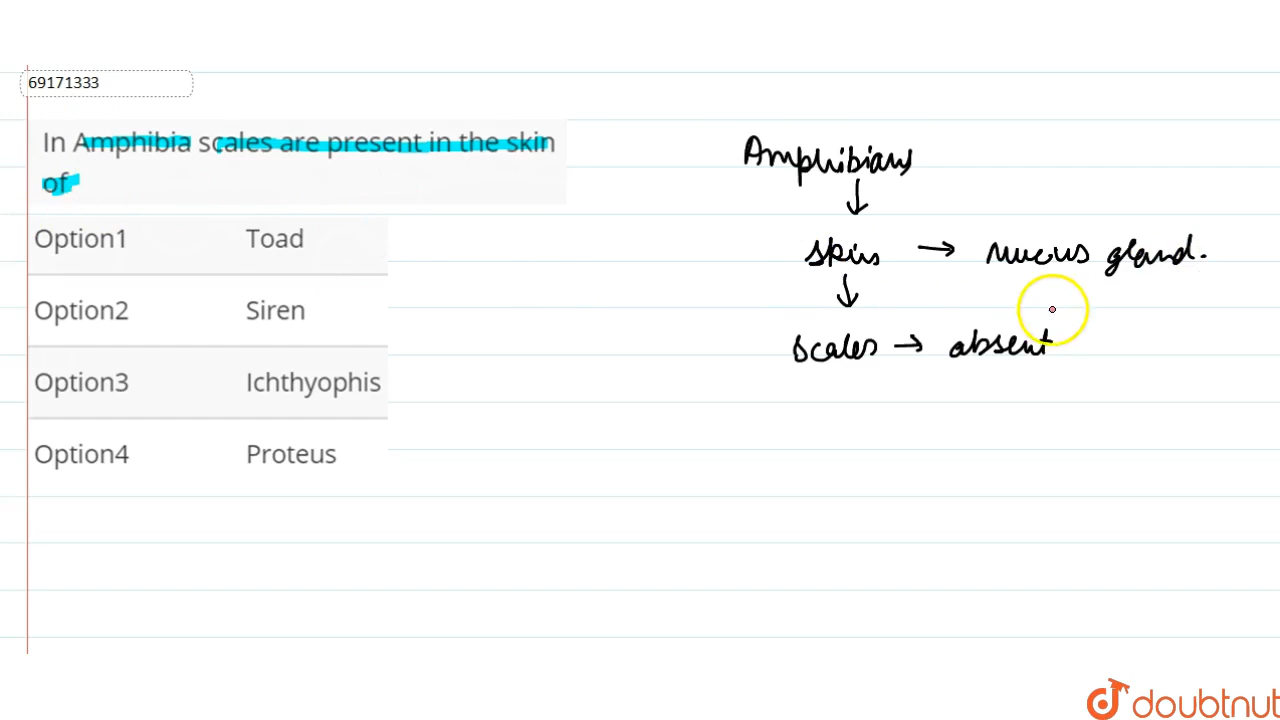 69171333
In Amphibia scales are present in the skin
of
Option1 Toad
Option2 Siren
Option3 Ichthyophis
Option4 Proteus
Amphibians
skin → mucus gland.
scales → absent
doubtnut